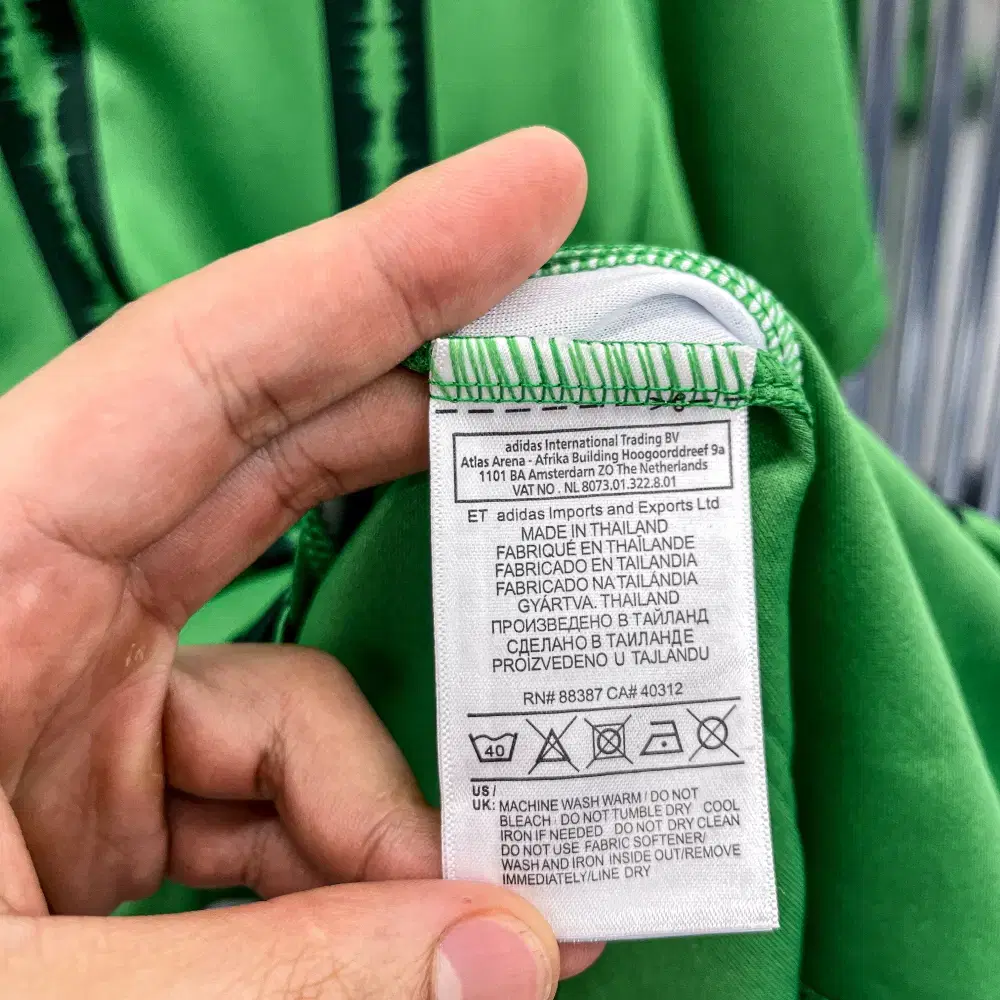 adidas International Trading BV
Atlas Arena - Afrika Building Hoogoorddreef 9a
1101 BA Amsterdam ZO The Netherlands
VAT NO . NL 8073.01.322.8.01
ET adidas Imports and Exports Ltd
MADE IN THAILAND
FABRIQUÉ EN THAÏLANDE
FABRICADO EN TAILANDIA
FABRICADO NA TAILÂNDIA
GYÁRTVA. THAILAND
ПРОИЗВЕДЕНО В ТАЙЛАНД
СДЕЛАНО В ТАИЛАНДЕ
PROIZVEDENO U TAJLANDU
RN# 88387 CA# 40312
40
US /
UK: MACHINE WASH WARM / DO NOT
BLEACH DO NOT TUMBLE DRY COOL
IRON IF NEEDED DO NOT DRY CLEAN
DO NOT USE FABRIC SOFTENER/
WASH AND IRON INSIDE OUT/REMOVE
IMMEDIATELY/LINE DRY